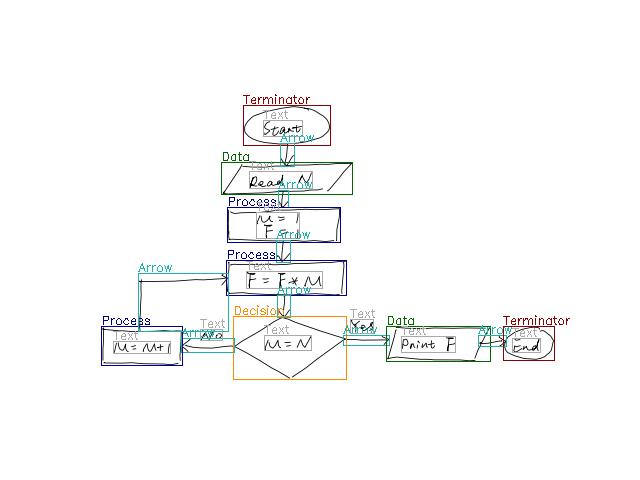 Terminator
Text
Start
Arrow
Data
Text
Read N
Arrow
Process
M = 1
F =
Arrow
Process
Text
F = F * M
Arrow
Arrow
Decision
Text
M = N
Text
No
Arrow
Process
Text
M = M+1
Text
Yes
Arrow
Data
Text
Print F
Arrow
Terminator
Text
End